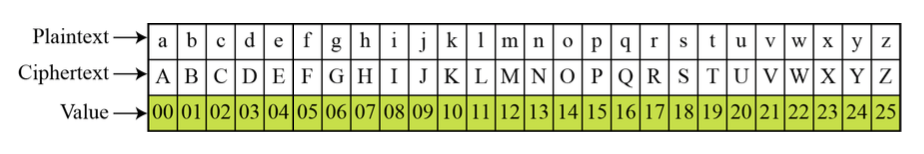 Plaintext a b c d e f g h i j k l m n o p q r s t u v w x y z
Ciphertext A B C D E F G H I J K L M N O P Q R S T U V W X Y Z
Value 00 01 02 03 04 05 06 07 08 09 10 11 12 13 14 15 16 17 18 19 20 21 22 23 24 25